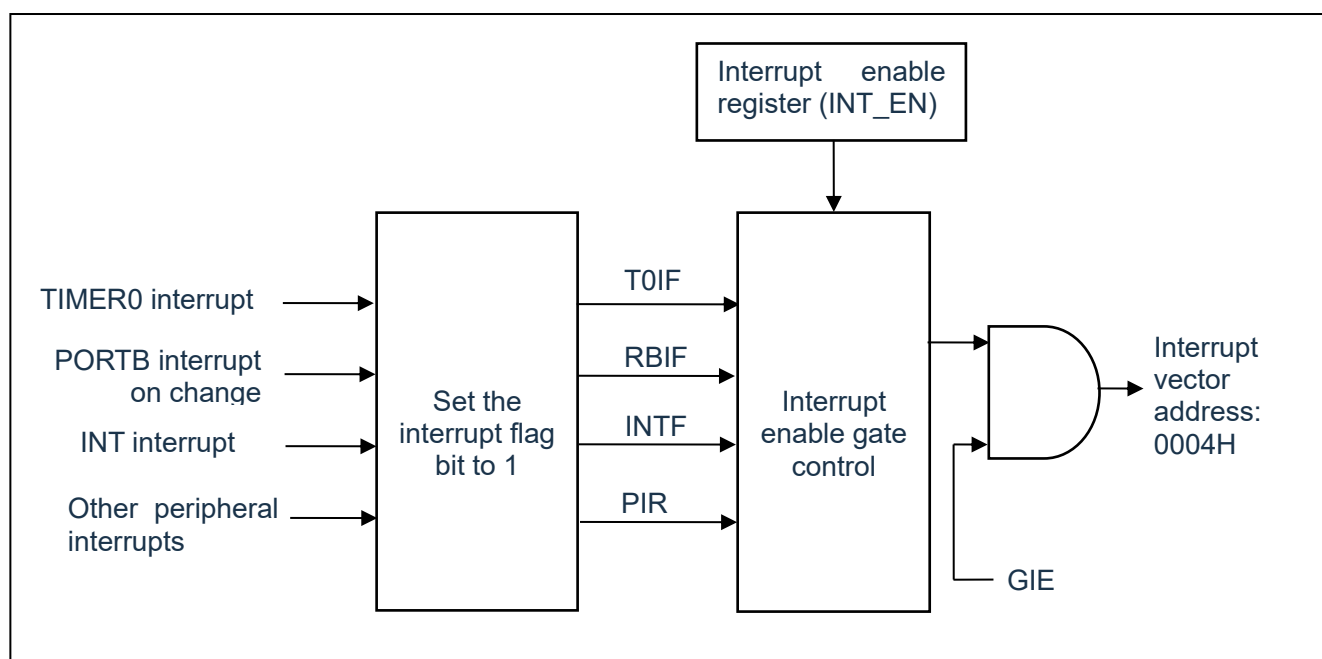 Interrupt enable
register (INT_EN)
TIMER0 interrupt
PORTB interrupt
on change
INT interrupt
Other peripheral
interrupts
Set the
interrupt flag
bit to 1
T0IF
RBIF
INTF
PIR
Interrupt
enable gate
control
Interrupt
vector
address:
0004H
GIE